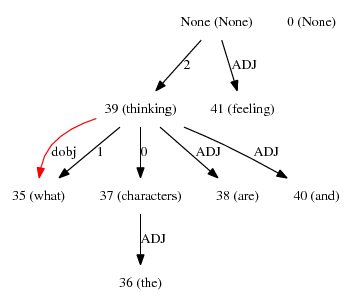 None (None) 0 (None)
2 ADJ
39 (thinking) 41 (feeling)
dobj 1 0 ADJ ADJ
35 (what) 37 (characters) 38 (are) 40 (and)
ADJ
36 (the)